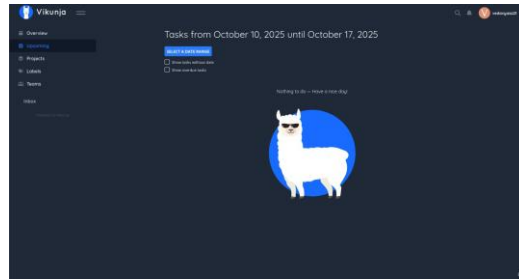 Vikunja
Overview
Upcoming
Projects
Labels
Teams
Tasks from October 10, 2025 until October 17, 2025
SELECT A DATE RANGE
Show tasks without date
Show overdue tasks
Nothing to do — Have a nice day!